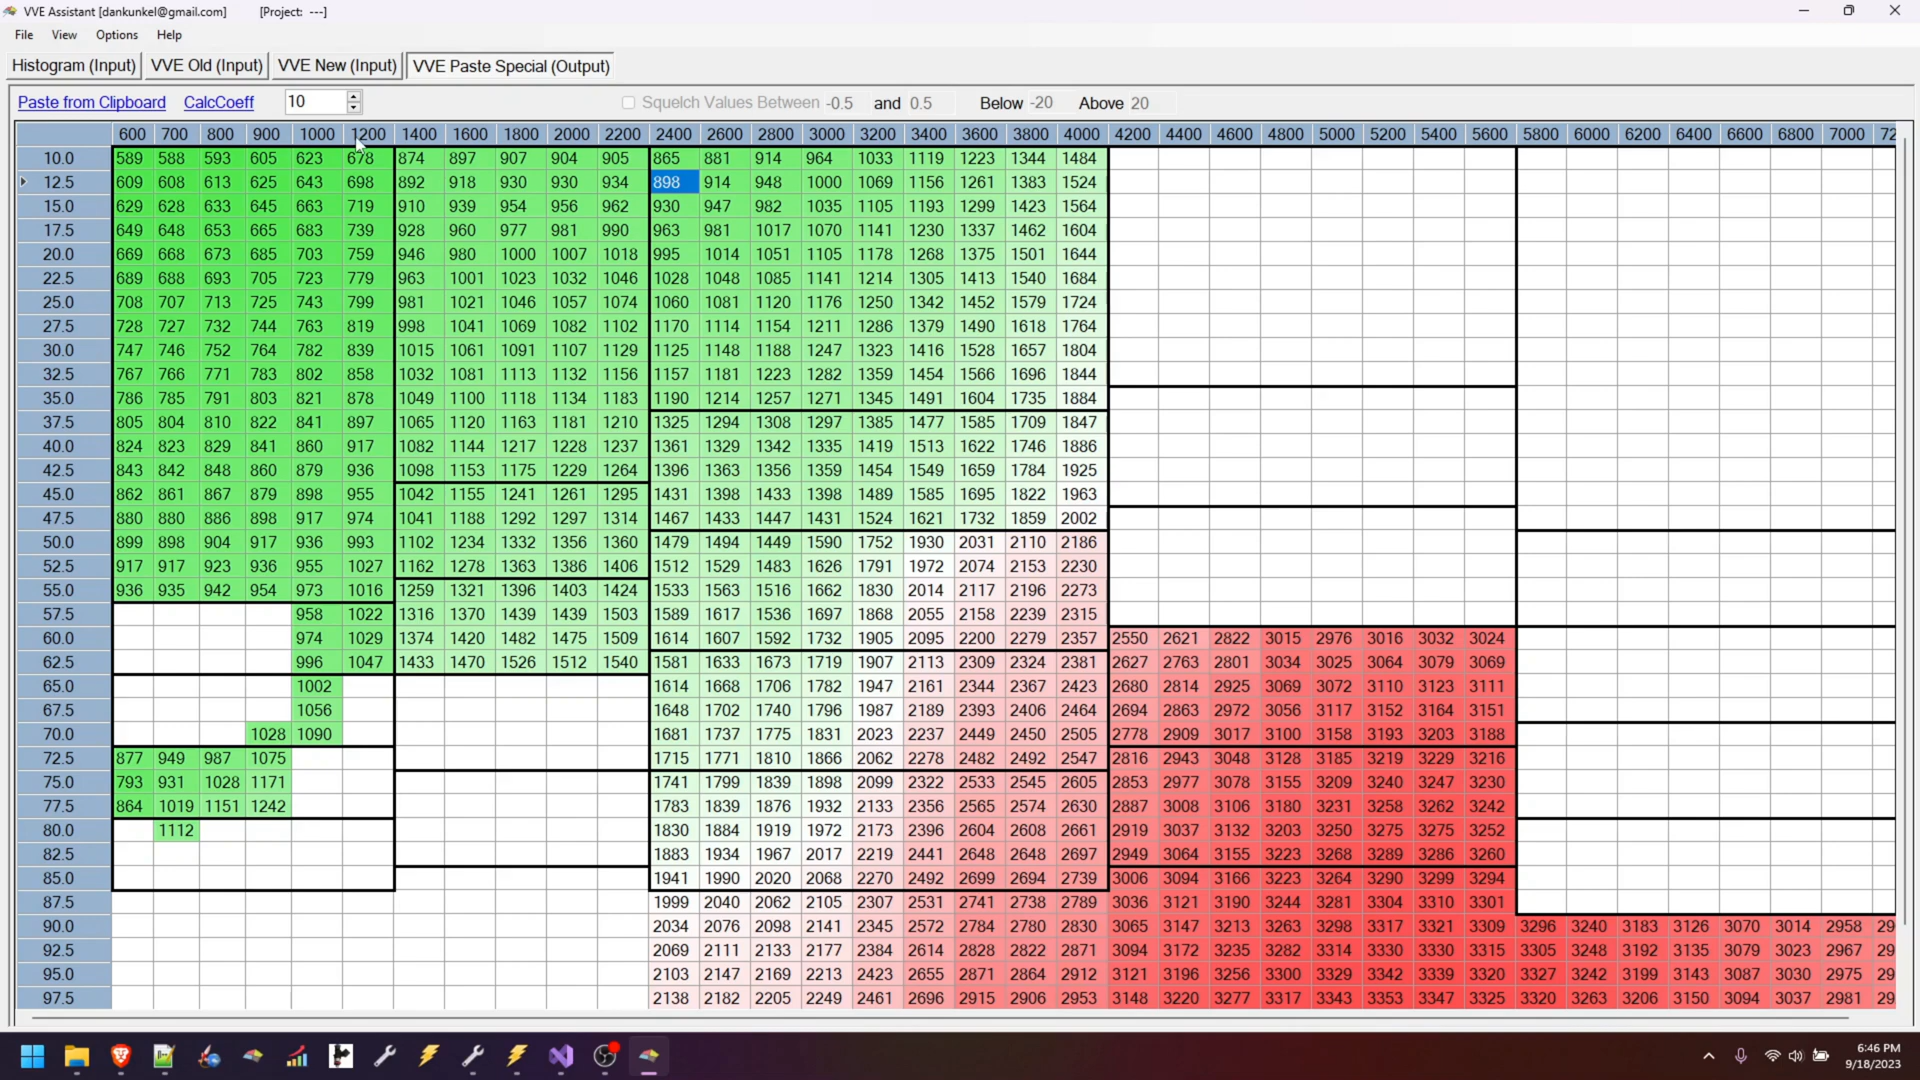 VVE Assistant [dankunkel@gmail.com] [Project: ---]
File View Options Help
Histogram (Input) VVE Old (Input) VVE New (Input) VVE Paste Special (Output)
Paste from Clipboard CalcCoeff 10 Squelch Values Between -0.5 and 0.5 Below -20 Above 20
600 700 800 900 1000 1200 1400 1600 1800 2000 2200 2400 2600 2800 3000 3200 3400 3600 3800 4000 4200 4400 4600 4800 5000 5200 5400 5600 5800 6000 6200 6400 6600 6800 7000 72
10.0 589 588 593 605 623 678 874 897 907 904 905 865 881 914 964 1033 1119 1223 1344 1484
12.5 609 608 613 625 643 698 892 918 930 930 934 898 914 948 1000 1069 1156 1261 1383 1524
15.0 629 628 633 645 663 719 910 939 954 956 962 930 947 982 1035 1105 1193 1299 1423 1564
17.5 649 648 653 665 683 739 928 960 977 981 990 963 981 1017 1070 1141 1230 1337 1462 1604
20.0 669 668 673 685 703 759 946 980 1000 1007 1018 995 1014 1051 1105 1178 1268 1375 1501 1644
22.5 689 688 693 705 723 779 963 1001 1023 1032 1046 1028 1048 1085 1141 1214 1305 1413 1540 1684
25.0 708 707 713 725 743 799 981 1021 1046 1057 1074 1060 1081 1120 1176 1250 1342 1452 1579 1724
27.5 728 727 732 744 763 819 998 1041 1069 1082 1102 1170 1114 1154 1211 1286 1379 1490 1618 1764
30.0 747 746 752 764 782 839 1015 1061 1091 1107 1129 1125 1148 1188 1247 1323 1416 1528 1657 1804
32.5 767 766 771 783 802 858 1032 1081 1113 1132 1156 1157 1181 1223 1282 1359 1454 1566 1696 1844
35.0 786 785 791 803 821 878 1049 1100 1118 1134 1183 1190 1214 1257 1271 1345 1491 1604 1735 1884
37.5 805 804 810 822 841 897 1065 1120 1163 1181 1210 1325 1294 1308 1297 1385 1477 1585 1709 1847
40.0 824 823 829 841 860 917 1082 1144 1217 1228 1237 1361 1329 1342 1335 1419 1513 1622 1746 1886
42.5 843 842 848 860 879 936 1098 1153 1175 1229 1264 1396 1363 1356 1359 1454 1549 1659 1784 1925
45.0 862 861 867 879 898 955 1042 1155 1241 1261 1295 1431 1398 1433 1398 1489 1585 1695 1822 1963
47.5 880 880 886 898 917 974 1041 1188 1292 1297 1314 1467 1433 1447 1431 1524 1621 1732 1859 2002
50.0 899 898 904 917 936 993 1102 1234 1332 1356 1360 1479 1494 1449 1590 1752 1930 2031 2110 2186
52.5 917 917 923 936 955 1027 1162 1278 1363 1386 1406 1512 1529 1483 1626 1791 1972 2074 2153 2230
55.0 936 935 942 954 973 1016 1259 1321 1396 1403 1424 1533 1563 1516 1662 1830 2014 2117 2196 2273
57.5 958 1022 1316 1370 1439 1439 1503 1589 1617 1536 1697 1868 2055 2158 2239 2315
60.0 974 1029 1374 1420 1482 1475 1509 1614 1607 1592 1732 1905 2095 2200 2279 2357 2550 2621 2822 3015 2976 3016 3032 3024
62.5 996 1047 1433 1470 1526 1512 1540 1581 1633 1673 1719 1907 2113 2309 2324 2381 2627 2763 2801 3034 3025 3064 3079 3069
65.0 1002 1614 1668 1706 1782 1947 2161 2344 2367 2423 2680 2814 2925 3069 3072 3110 3123 3111
67.5 1056 1648 1702 1740 1796 1987 2189 2393 2406 2464 2694 2863 2972 3056 3117 3152 3164 3151
70.0 1028 1090 1681 1737 1775 1831 2023 2237 2449 2450 2505 2778 2909 3017 3100 3158 3193 3203 3188
72.5 877 949 987 1075 1715 1771 1810 1866 2062 2278 2482 2492 2547 2816 2943 3048 3128 3185 3219 3229 3216
75.0 793 931 1028 1171 1741 1799 1839 1898 2099 2322 2533 2545 2605 2853 2977 3078 3155 3209 3240 3247 3230
77.5 864 1019 1151 1242 1783 1839 1876 1932 2133 2356 2565 2574 2630 2887 3008 3106 3180 3231 3258 3262 3242
80.0 1112 1830 1884 1919 1972 2173 2396 2604 2608 2661 2919 3037 3132 3203 3250 3275 3275 3252
82.5 1883 1934 1967 2017 2219 2441 2648 2648 2697 2949 3064 3155 3223 3268 3289 3286 3260
85.0 1941 1990 2020 2068 2270 2492 2699 2694 2739 3006 3094 3166 3223 3264 3290 3299 3294
87.5 1999 2040 2062 2105 2307 2531 2741 2738 2789 3036 3121 3190 3244 3281 3304 3310 3301
90.0 2034 2076 2098 2141 2345 2572 2784 2780 2830 3065 3147 3213 3263 3298 3317 3321 3309 3296 3240 3183 3126 3070 3014 2958 29
92.5 2069 2111 2133 2177 2384 2614 2828 2822 2871 3094 3172 3235 3282 3314 3330 3330 3315 3305 3248 3192 3135 3079 3023 2967 29
95.0 2103 2147 2169 2213 2423 2655 2871 2864 2912 3121 3196 3256 3300 3329 3342 3339 3320 3327 3242 3199 3143 3087 3030 2975 29
97.5 2138 2182 2205 2249 2461 2696 2915 2906 2953 3148 3220 3277 3317 3343 3353 3347 3325 3320 3263 3206 3150 3094 3037 2981 29
6:46 PM
9/18/2023